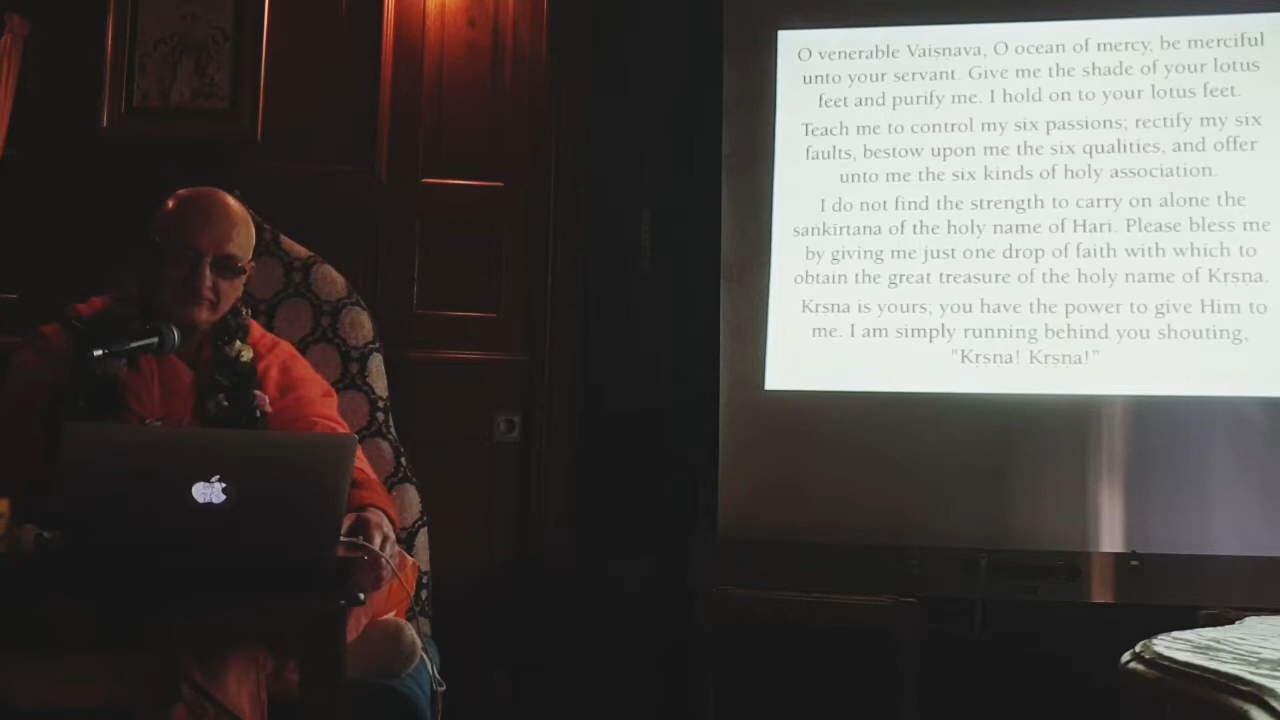 O venerable Vaiṣṇava, O ocean of mercy, be merciful
unto your servant. Give me the shade of your lotus
feet and purify me. I hold on to your lotus feet.
Teach me to control my six passions; rectify my six
faults, bestow upon me the six qualities, and offer
unto me the six kinds of holy association.
I do not find the strength to carry on alone the
saṅkīrtana of the holy name of Hari. Please bless me
by giving me just one drop of faith with which to
obtain the great treasure of the holy name of Kṛṣṇa.
Kṛṣṇa is yours; you have the power to give Him to
me. I am simply running behind you shouting,
"Kṛṣṇa! Kṛṣṇa!"